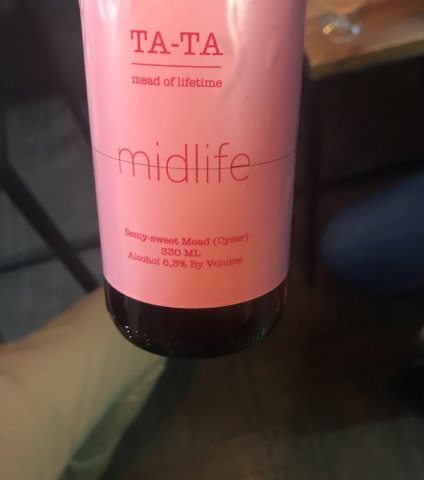 TA-TA
mead of lifetime
midlife
Semy-sweet Mead (Cyser)
330 ML
Alcohol 6,3% By Volume